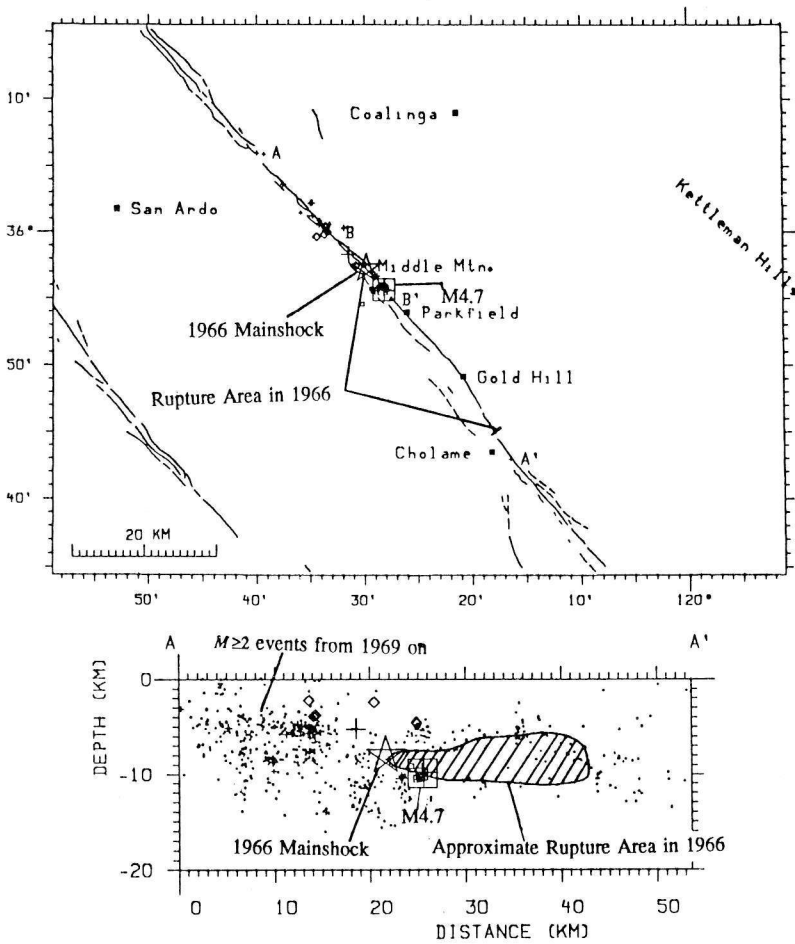 10'
Coalinga
A
San Ardo
Kettleman Hills
36°
B
Middle Mtn.
M4.7
B'
Parkfield
1966 Mainshock
50'
Gold Hill
Rupture Area in 1966
Cholame
A'
40'
20 KM
50' 40' 30' 20' 10' 120°
A
M≥2 events from 1969 on
A'
0
DEPTH (KM)
-10
M4.7
1966 Mainshock
Approximate Rupture Area in 1966
-20
0 10 20 30 40 50
DISTANCE (KM)